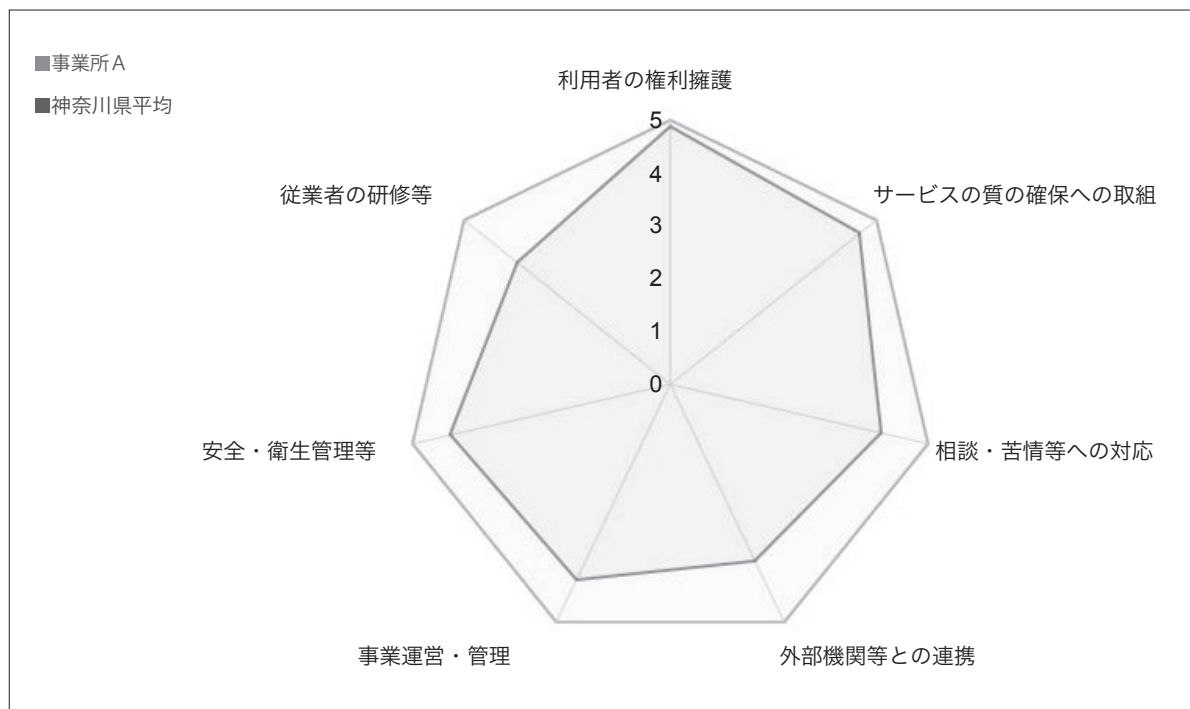 ■事業所A
■神奈川県平均
利用者の権利擁護
サービスの質の確保への取組
相談・苦情等への対応
外部機関等との連携
事業運営・管理
安全・衛生管理等
従業者の研修等
5
4
3
2
1
0